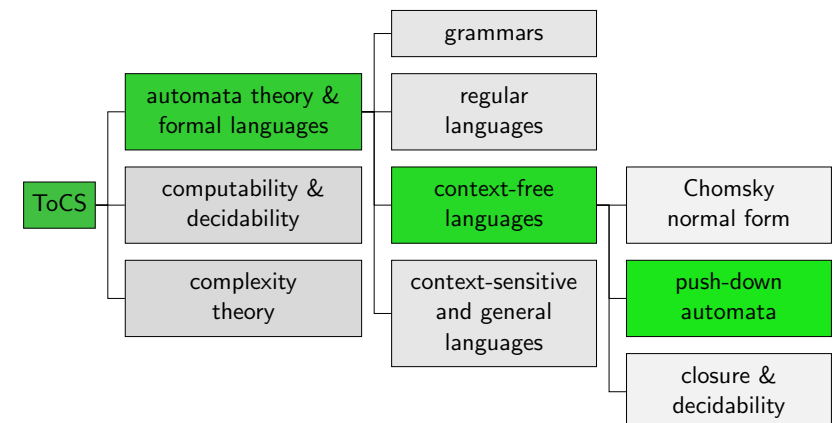 grammars
automata theory &
formal languages
regular
languages
ToCS
computability &
decidability
context-free
languages
Chomsky
normal form
complexity
theory
context-sensitive
and general
languages
push-down
automata
closure &
decidability